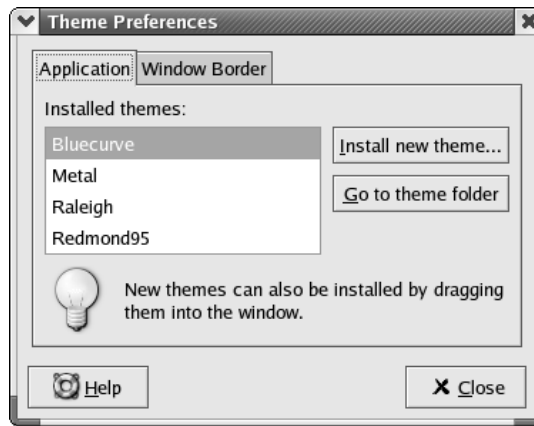 Theme Preferences
Application
Window Border
Installed themes:
Bluecurve
Metal
Raleigh
Redmond95
Install new theme...
Go to theme folder
New themes can also be installed by dragging
them into the window.
Help
Close